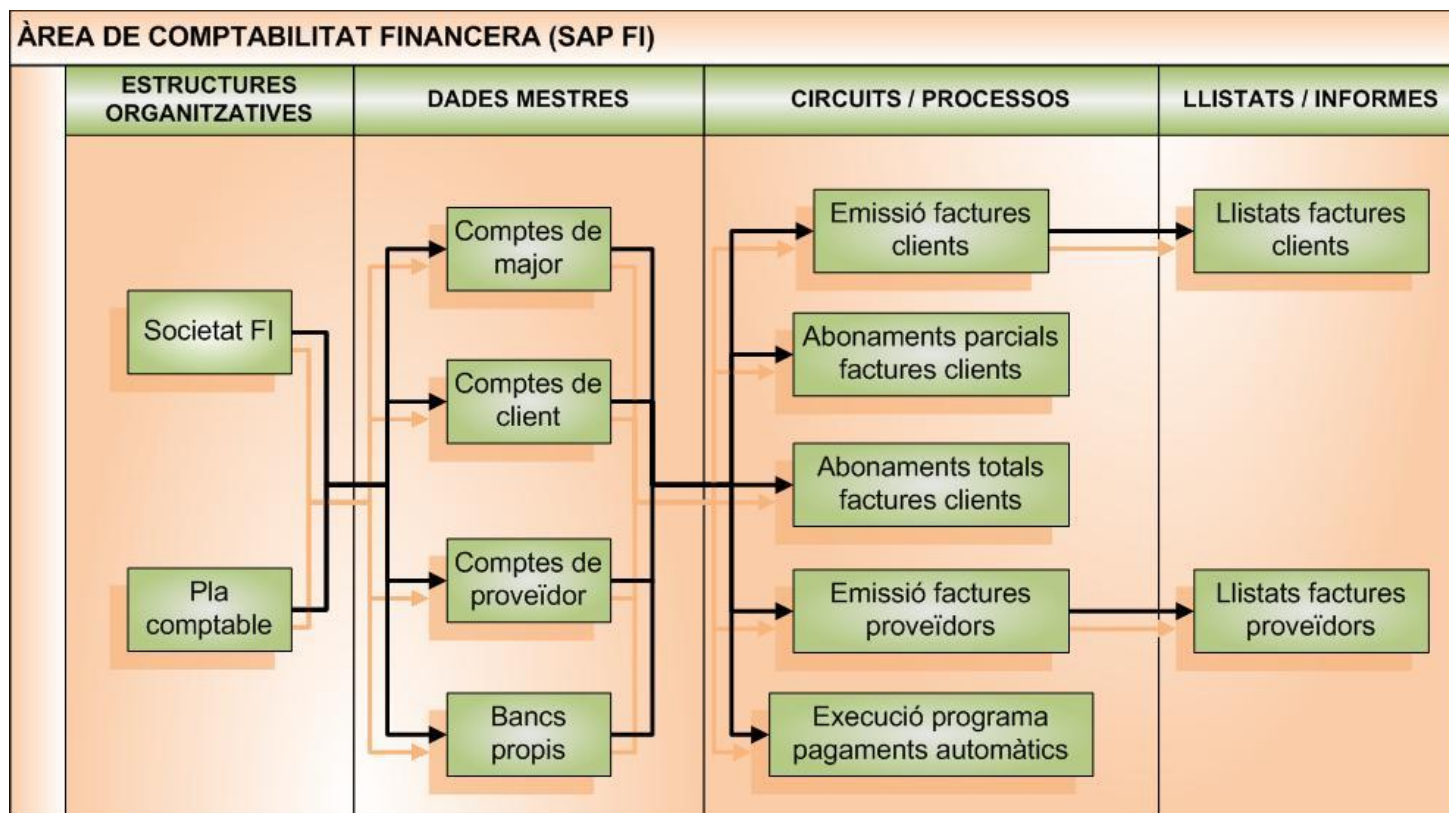 ÀREA DE COMPTABILITAT FINANCERA (SAP FI)
ESTRUCTURES
ORGANITZATIVES
DADES MESTRES
CIRCUITS / PROCESSOS
LLISTATS / INFORMES
Societat FI
Pla
comptable
Comptes de
major
Comptes de
client
Comptes de
proveïdor
Bancs
propis
Emissió factures
clients
Abonaments parcials
factures clients
Abonaments totals
factures clients
Emissió factures
proveïdors
Execució programa
pagaments automàtics
Llistats factures
clients
Llistats factures
proveïdors